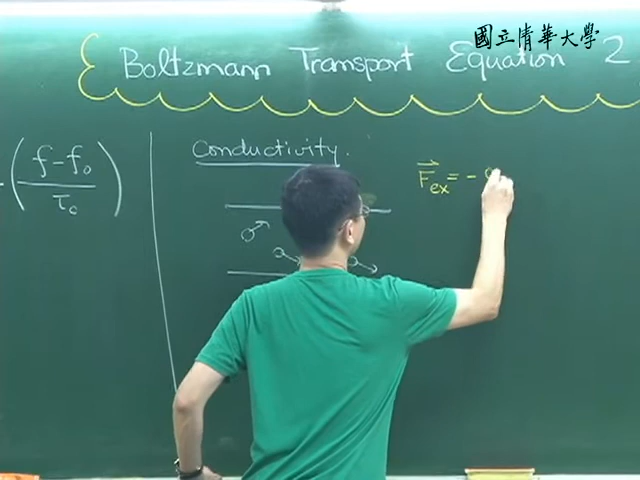 國立清華大學
Boltzmann Transport Equation 2
(f-f₀/τ₀)
Conductivity.
F⃗ex = -